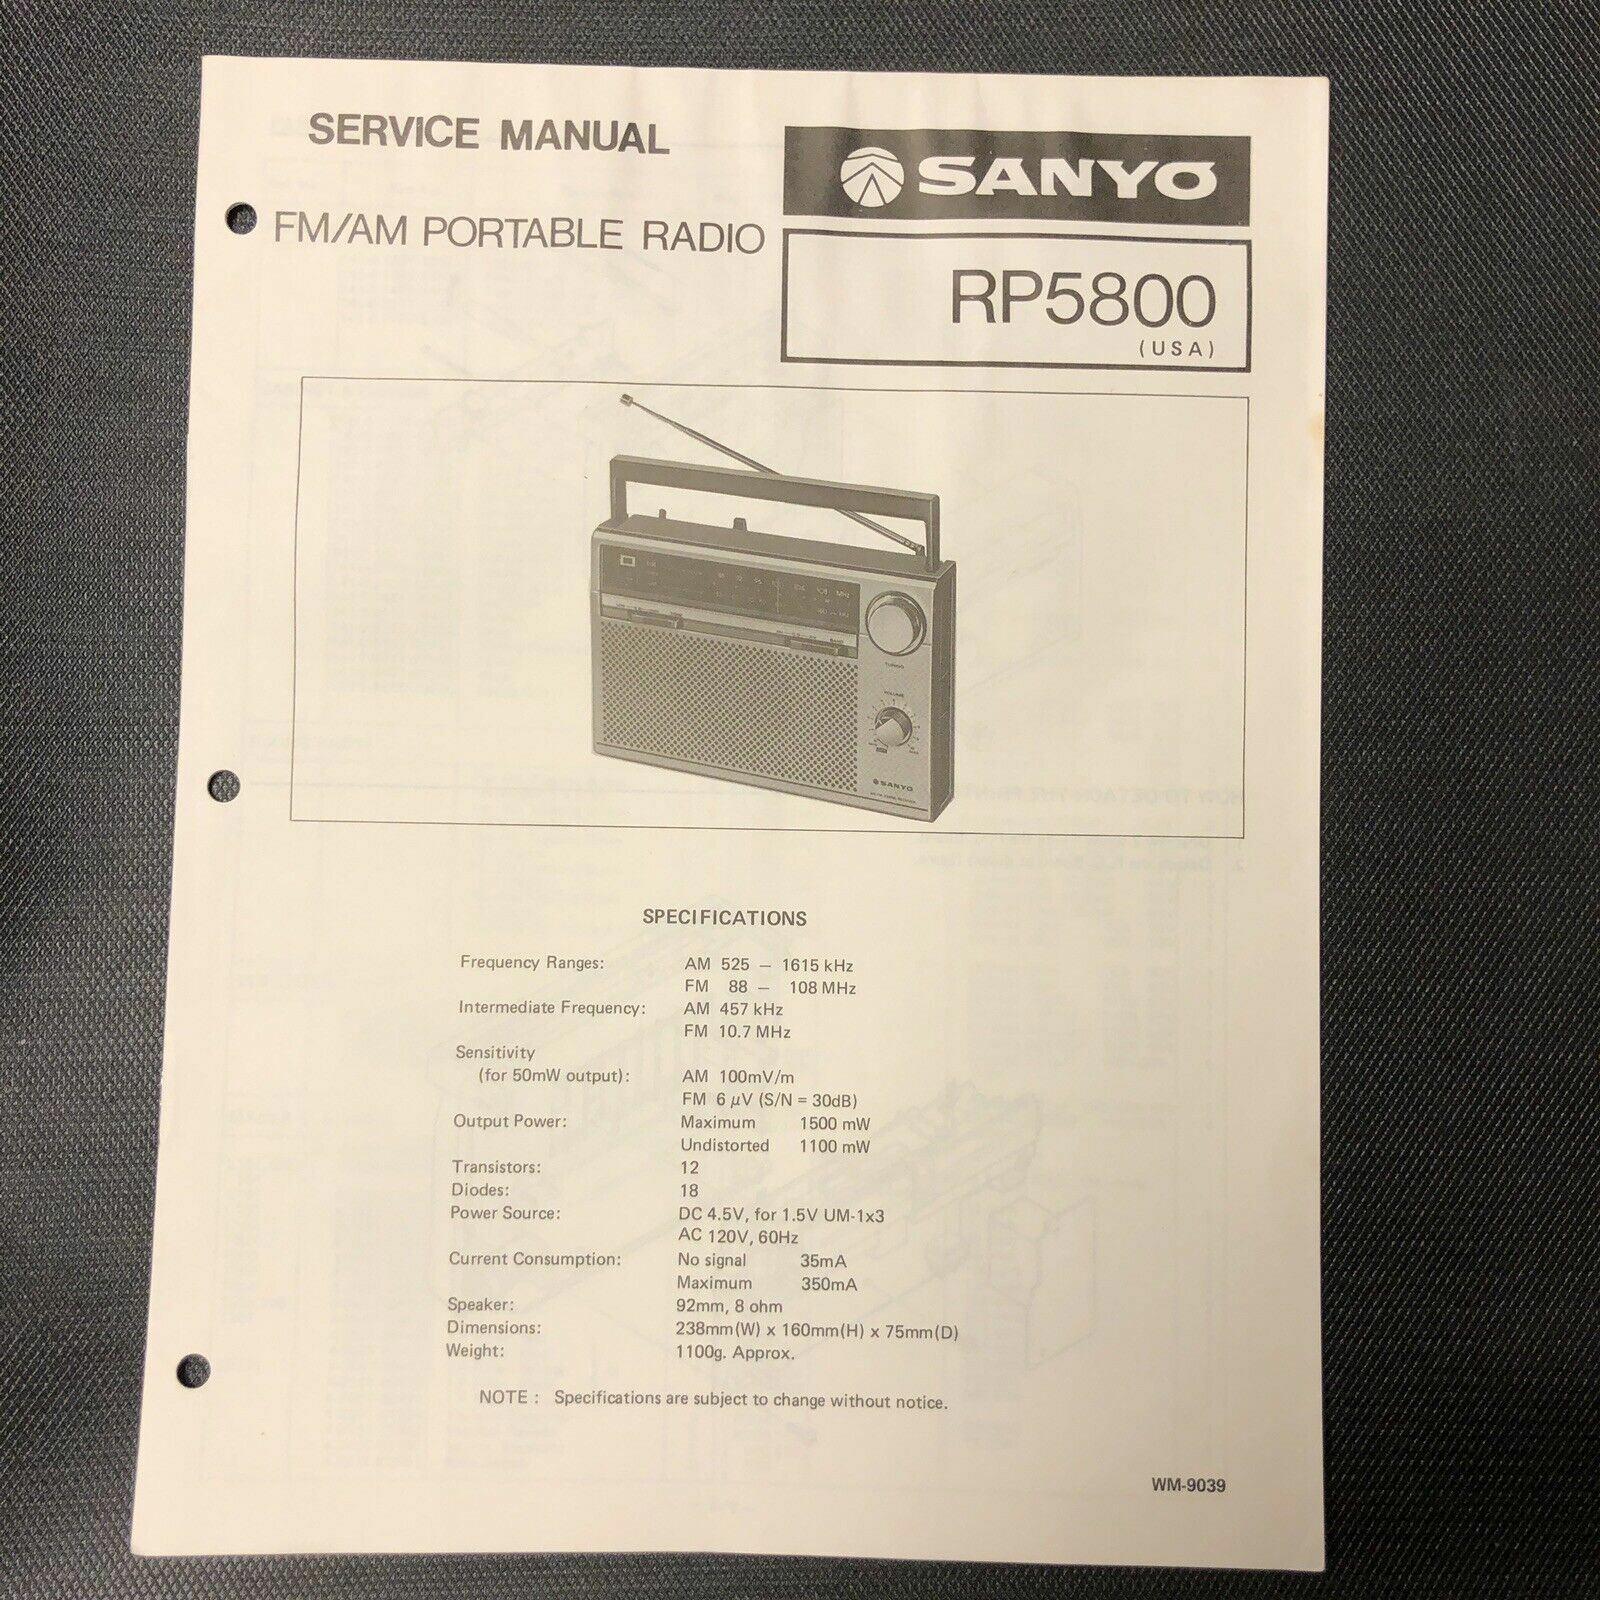 SERVICE MANUAL
SANYO
FM/AM PORTABLE RADIO
RP5800
(USA)
TUNING
VOLUME
BAND
MHz
SANYO
SPECIFICATIONS
Frequency Ranges: AM 525 – 1615 kHz
FM 88 – 108 MHz
Intermediate Frequency: AM 457 kHz
FM 10.7 MHz
Sensitivity
(for 50mW output): AM 100mV/m
FM 6 μV (S/N = 30dB)
Output Power: Maximum 1500 mW
Undistorted 1100 mW
Transistors: 12
Diodes: 18
Power Source: DC 4.5V, for 1.5V UM-1x3
AC 120V, 60Hz
Current Consumption: No signal 35mA
Maximum 350mA
Speaker: 92mm, 8 ohm
Dimensions: 238mm(W) x 160mm(H) x 75mm(D)
Weight: 1100g. Approx.
NOTE : Specifications are subject to change without notice.
WM-9039